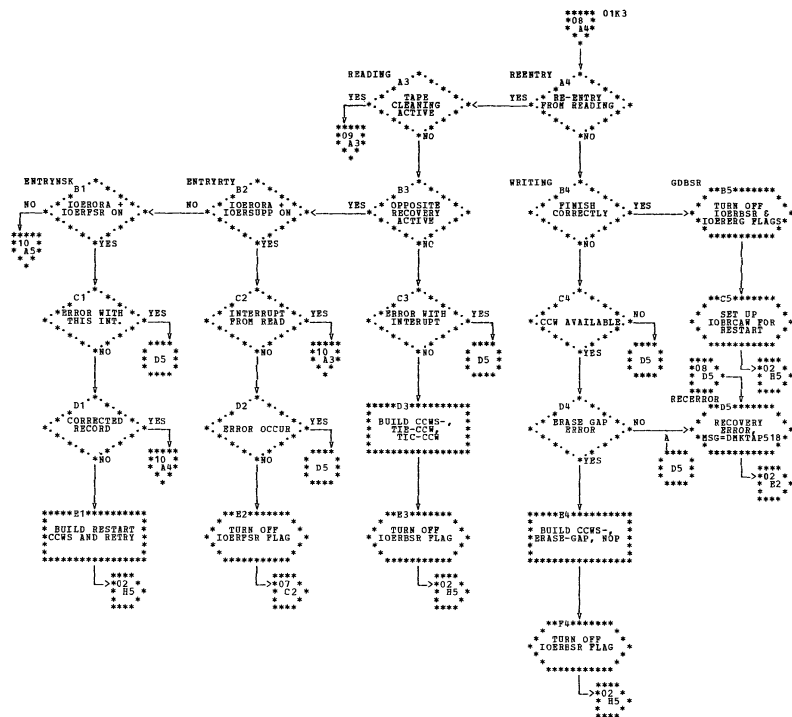 01K3
08
A4
READING
A3
TAPE
CLEANING
ACTIVE
YES
09
A3
NO
REENTRY
A4
RE-ENTRY
FROM READING
YES
NO
ENTRYNSK
B1
IOERORA +
IOERFSR ON
NO
10
A5
YES
ENTRYRTY
B2
IOERORA +
IOERSUPP ON
NO
YES
B3
OPPOSITE
RECOVERY
ACTIVE
YES
NO
WRITING
B4
FINISH
CORRECTLY
YES
NO
GDBSR
B5
TURN OFF
IOERBSR &
IOERERG FLAGS
C1
ERROR WITH
THIS INT.
YES
D5
NO
C2
INTERRUPT
FROM READ
YES
10
A3
NO
C3
ERROR WITH
INTERUPT
YES
D5
NO
C4
CCW AVAILABLE
NO
D5
YES
C5
SET UP
IOBRCAW FOR
RESTART
02
H5
08
D5
D1
CORRECTED
RECORD
YES
10
A4
NO
D2
ERROR OCCUR
YES
D5
NO
D3
BUILD CCWS-,
TIE-CCW,
TIC-CCW
D4
ERASE GAP
ERROR
NO
A
D5
YES
RECERROR
D5
RECOVERY
ERROR,
MSG=DMKTAP518
02
E2
E1
BUILD RESTART
CCWS AND RETRY
02
H5
E2
TURN OFF
IOERFSR FLAG
07
C2
E3
TURN OFF
IOERBSR FLAG
02
H5
E4
BUILD CCWS-,
ERASE-GAP, NOP
F4
TURN OFF
IOERBSR FLAG
02
H5